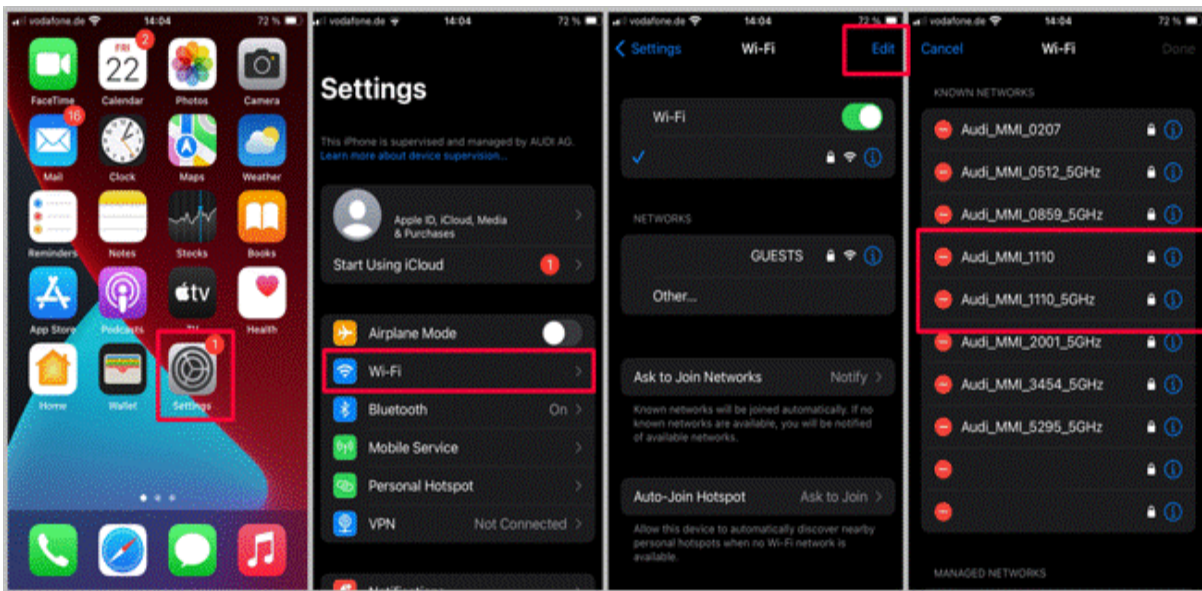 vodafone.de 14:04 72 %
2
FRI
22
FaceTime Calendar Photos Camera
16
Mail Clock Maps Weather
Reminders Notes Stocks Books
tv
App Store Podcasts TV Health
1
Home Wallet Settings
vodafone.de 14:04 72 %
Settings
This iPhone is supervised and managed by AUDI AG.
Learn more about device supervision...
Apple ID, iCloud, Media
& Purchases
Start Using iCloud 1
Airplane Mode
Wi-Fi
Bluetooth On
Mobile Service
Personal Hotspot
VPN Not Connected
Notifications
vodafone.de 14:04 72 %
Settings Wi-Fi Edit
Wi-Fi
NETWORKS
GUESTS
Other...
Ask to Join Networks Notify
Known networks will be joined automatically. If no
known networks are available, you will be notified
of available networks.
Auto-Join Hotspot Ask to Join
Allow this device to automatically discover nearby
personal hotspots when no Wi-Fi network is
available.
vodafone.de 14:04 72 %
Cancel Wi-Fi Done
KNOWN NETWORKS
Audi_MMI_0207
Audi_MMI_0512_5GHz
Audi_MMI_0859_5GHz
Audi_MMI_1110
Audi_MMI_1110_5GHz
Audi_MMI_2001_5GHz
Audi_MMI_3454_5GHz
Audi_MMI_5295_5GHz
MANAGED NETWORKS